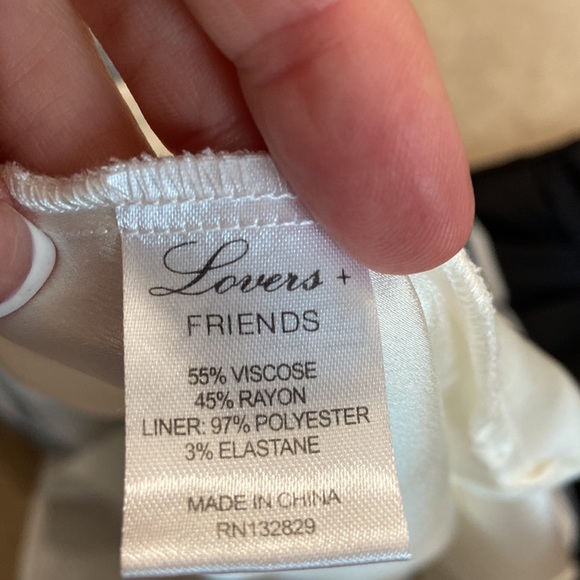 Lovers +
FRIENDS
55% VISCOSE
45% RAYON
LINER: 97% POLYESTER
3% ELASTANE
MADE IN CHINA
RN132829